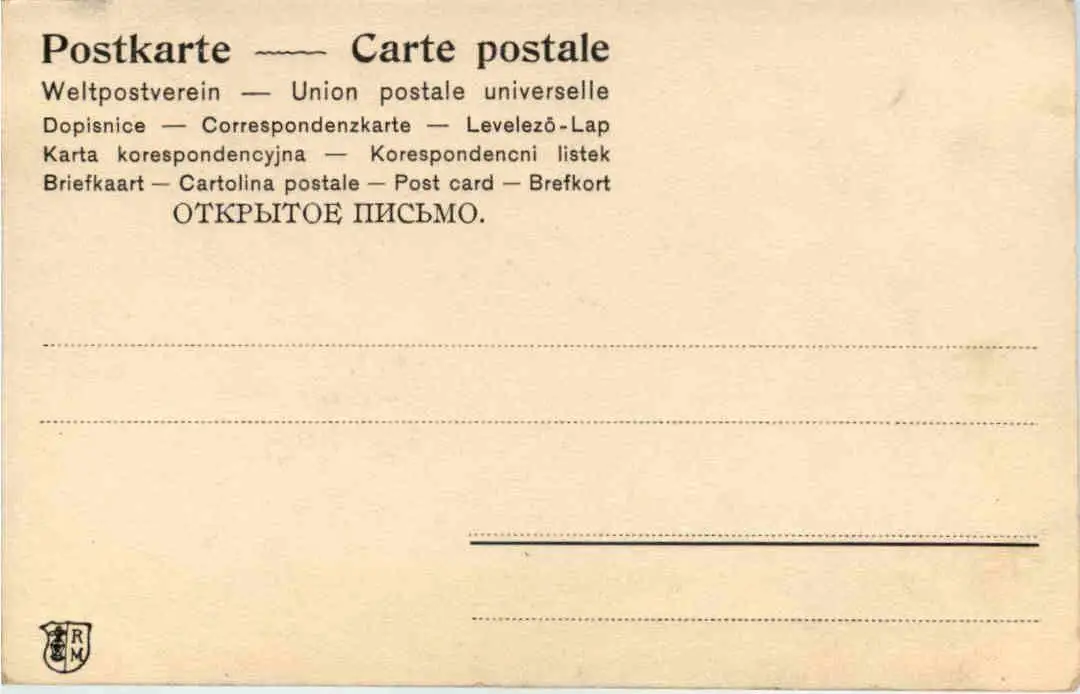 Postkarte — Carte postale
Weltpostverein — Union postale universelle
Dopisnice — Correspondenzkarte — Levelező-Lap
Karta korespondencyjna — Korespondencni listek
Briefkaart — Cartolina postale — Post card — Brefkort
ОТКРЫТОЕ ПИСЬМО.
R
M